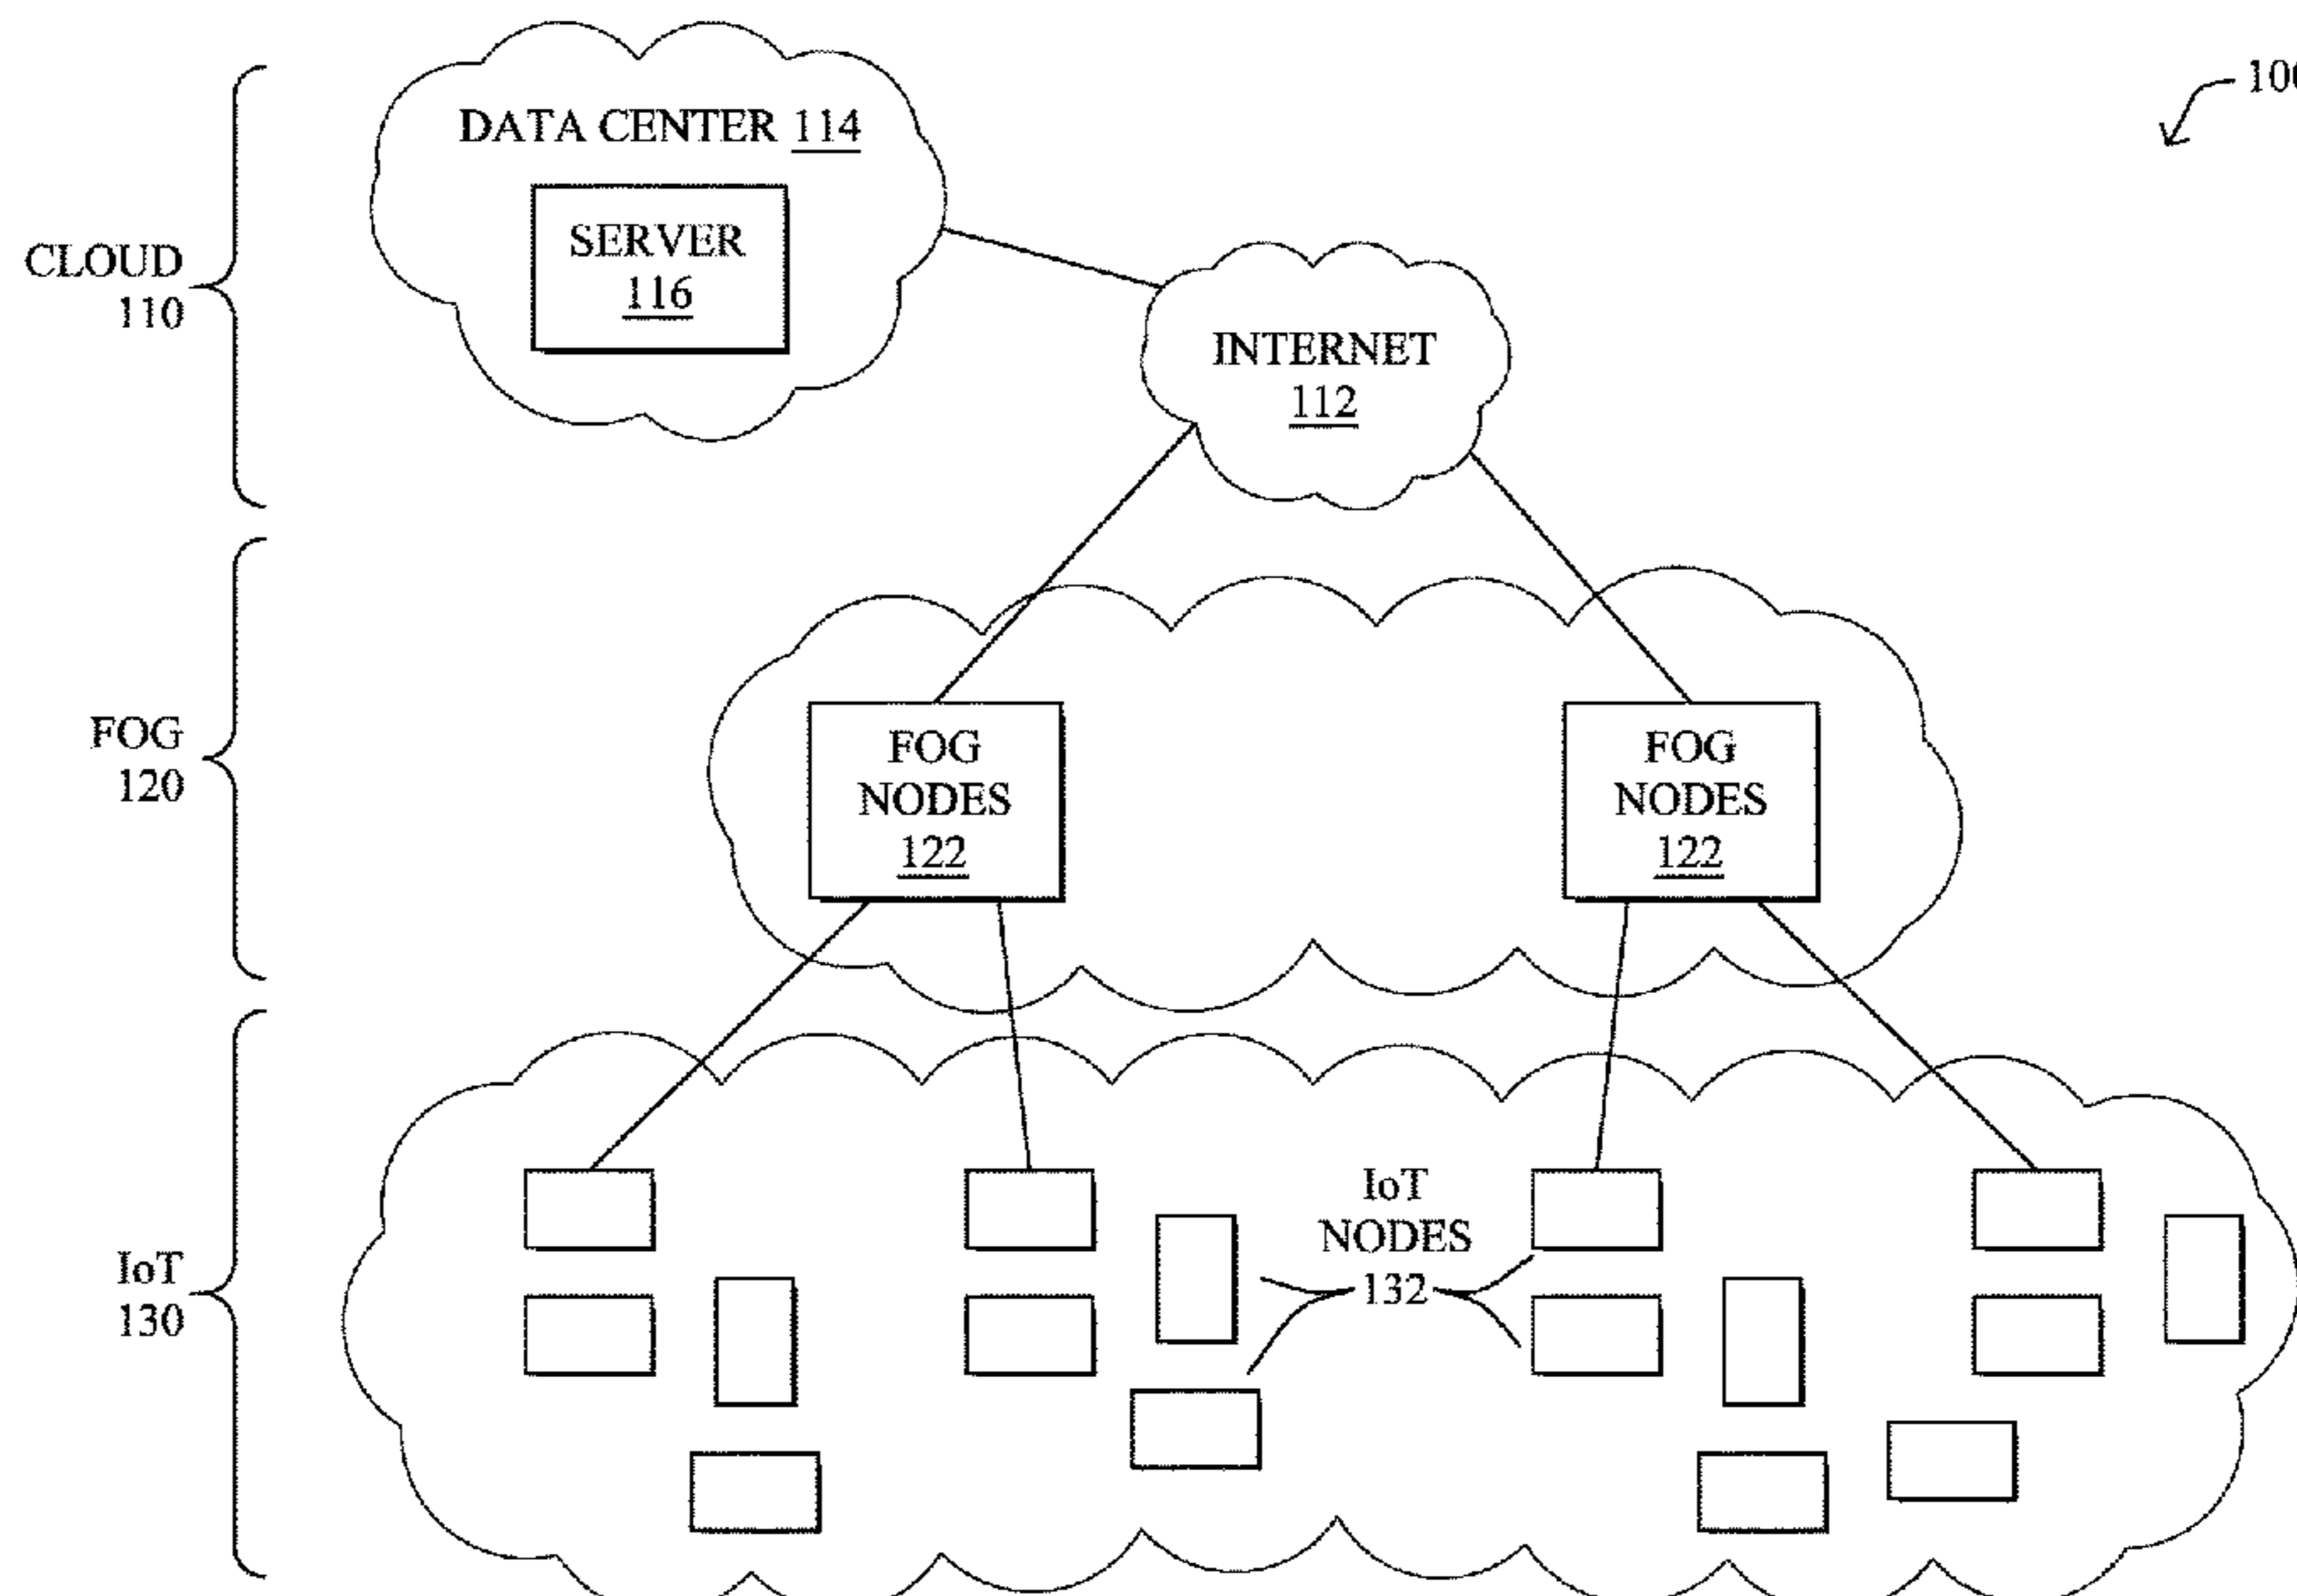 100
DATA CENTER 114
SERVER
116
CLOUD
110
INTERNET
112
FOG
120
FOG
NODES
122
FOG
NODES
122
IoT
NODES
132
IoT
130